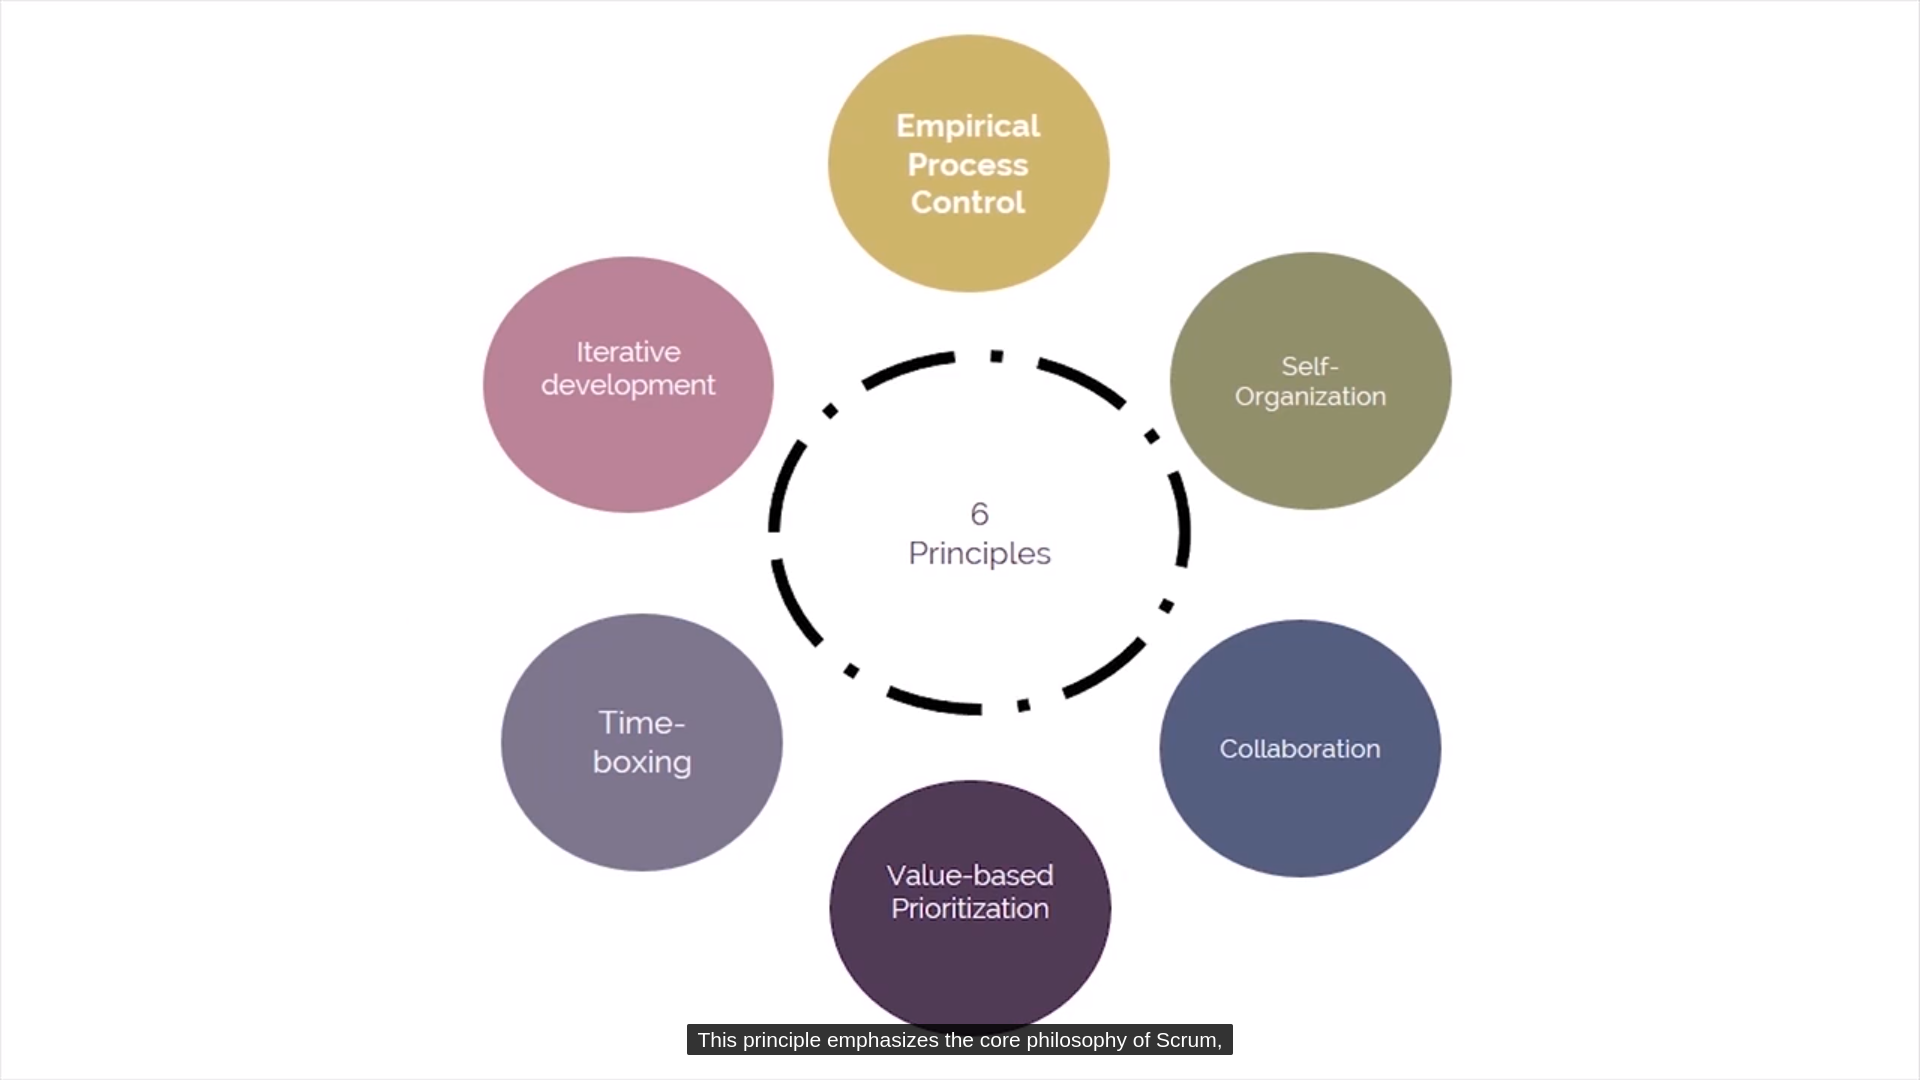 Empirical
Process
Control
Iterative
development
Self-
Organization
6
Principles
Time-
boxing
Collaboration
Value-based
Prioritization
This principle emphasizes the core philosophy of Scrum,